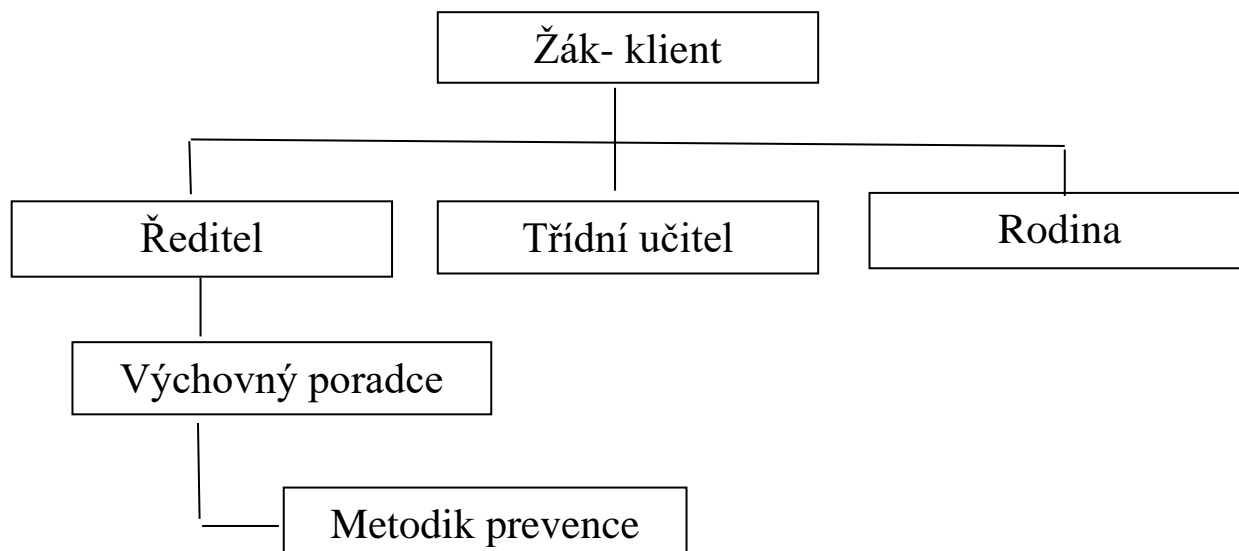 Žák- klient
Ředitel
Třídní učitel
Rodina
Výchovný poradce
Metodik prevence